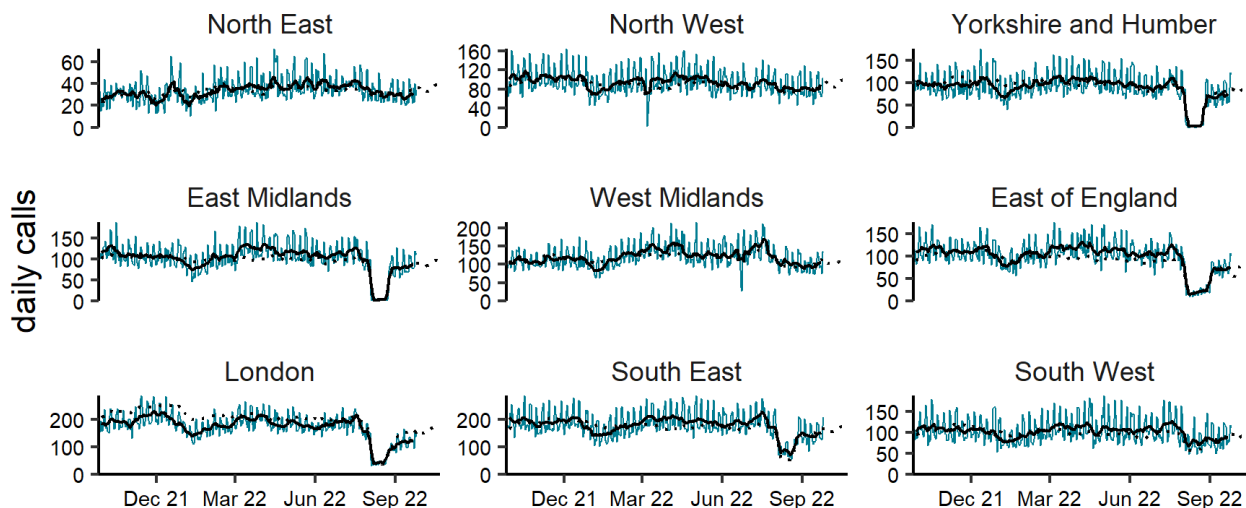 daily calls
North East
0
20
40
60
North West
0
40
80
120
160
Yorkshire and Humber
0
50
100
150
East Midlands
0
50
100
150
West Midlands
0
50
100
150
200
East of England
0
50
100
150
London
0
100
200
Dec 21 Mar 22 Jun 22 Sep 22
South East
0
100
200
Dec 21 Mar 22 Jun 22 Sep 22
South West
0
50
100
150
Dec 21 Mar 22 Jun 22 Sep 22